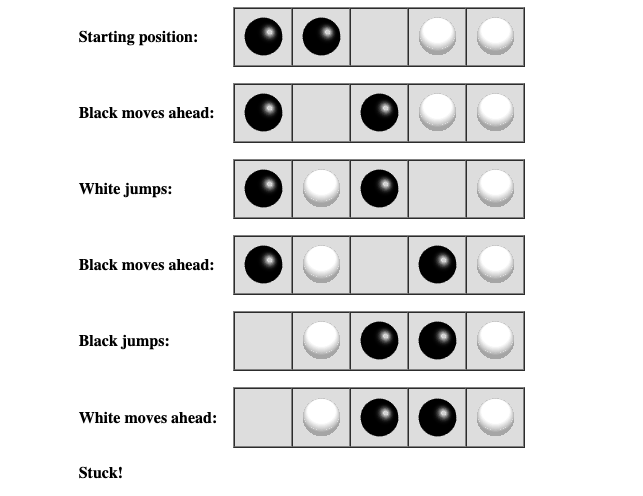 Starting position:
Black moves ahead:
White jumps:
Black moves ahead:
Black jumps:
White moves ahead:
Stuck!